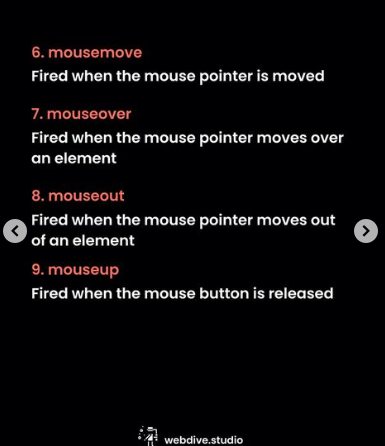 6. mousemove
Fired when the mouse pointer is moved
7. mouseover
Fired when the mouse pointer moves over
an element
8. mouseout
Fired when the mouse pointer moves out
of an element
9. mouseup
Fired when the mouse button is released
webdive.studio